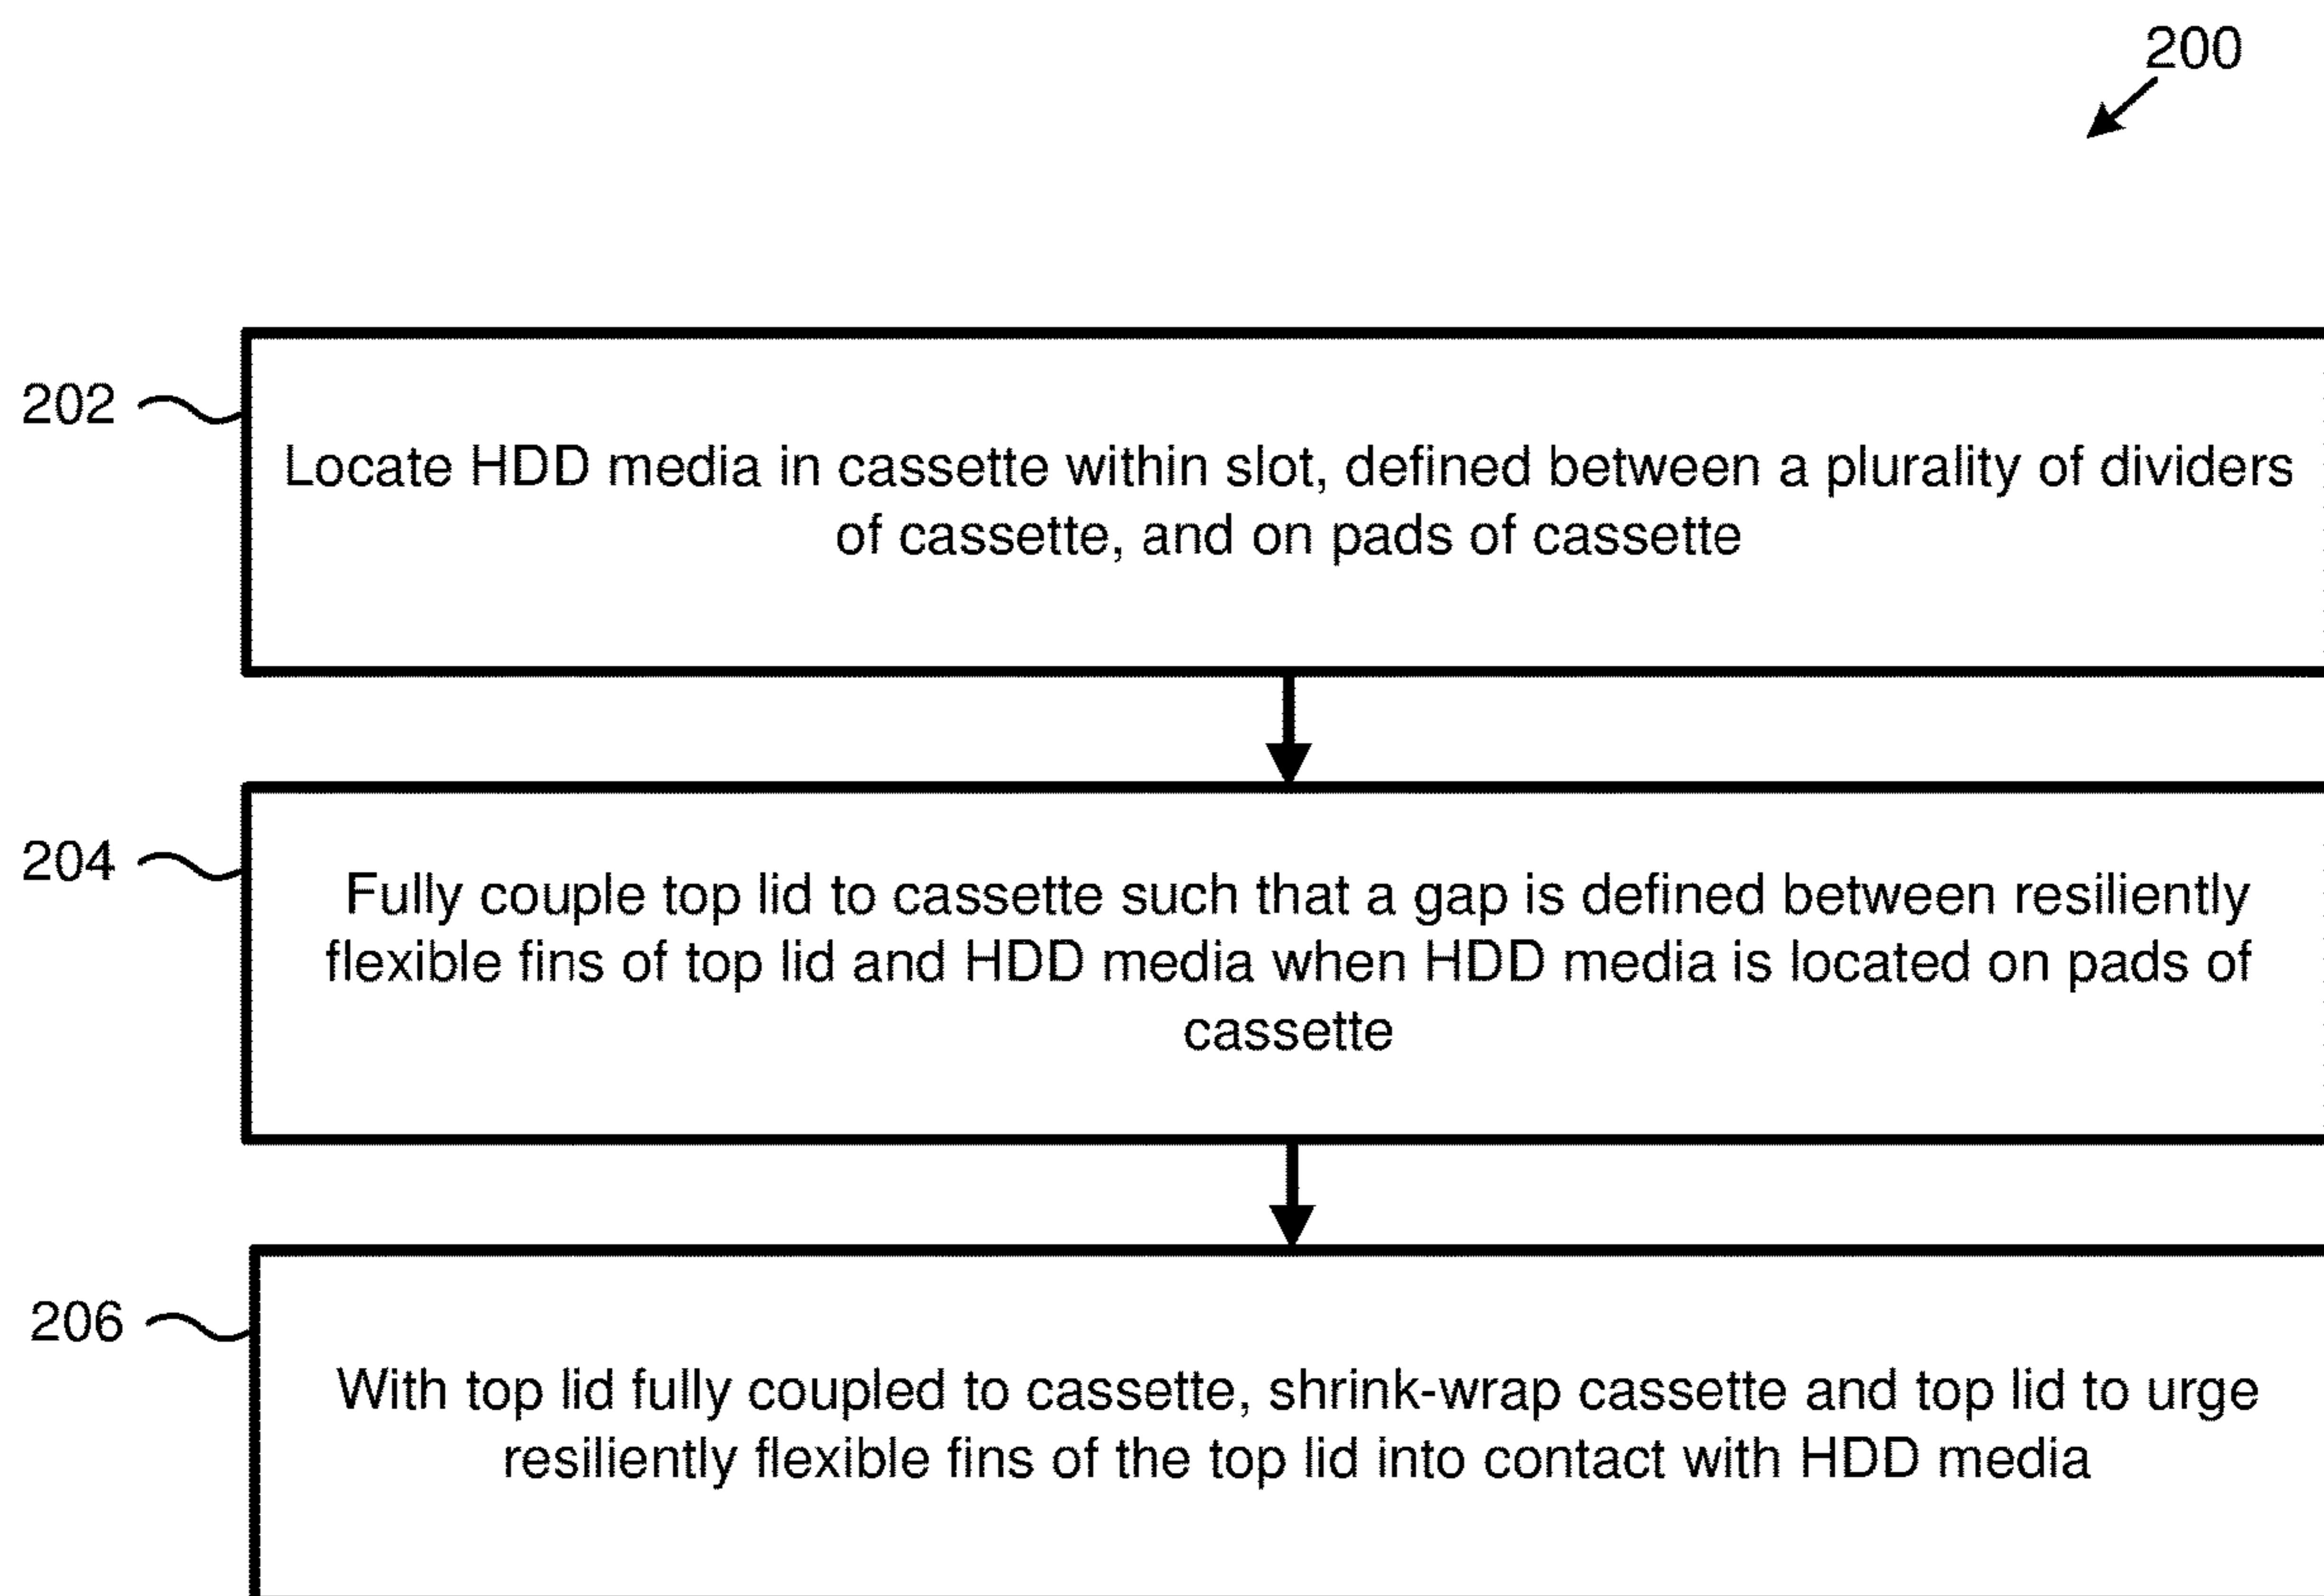 200
202
Locate HDD media in cassette within slot, defined between a plurality of dividers
of cassette, and on pads of cassette
204
Fully couple top lid to cassette such that a gap is defined between resiliently
flexible fins of top lid and HDD media when HDD media is located on pads of
cassette
206
With top lid fully coupled to cassette, shrink-wrap cassette and top lid to urge
resiliently flexible fins of the top lid into contact with HDD media